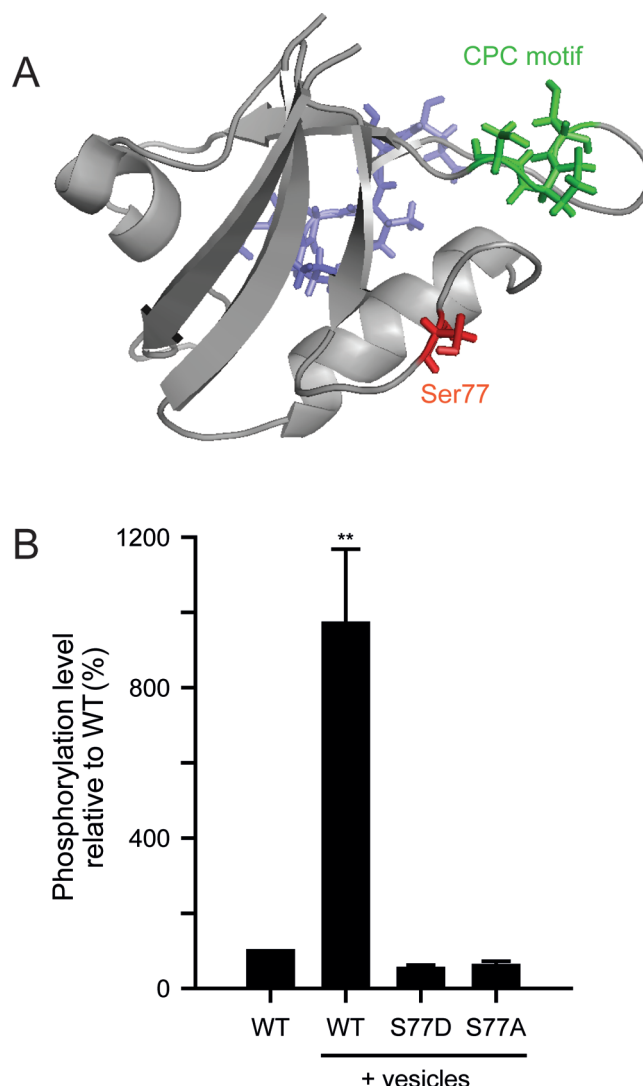 A
CPC motif
Ser77
B
Phosphorylation level
relative to WT (%)
1200
800
400
0
**
WT
WT
S77D
S77A
+ vesicles